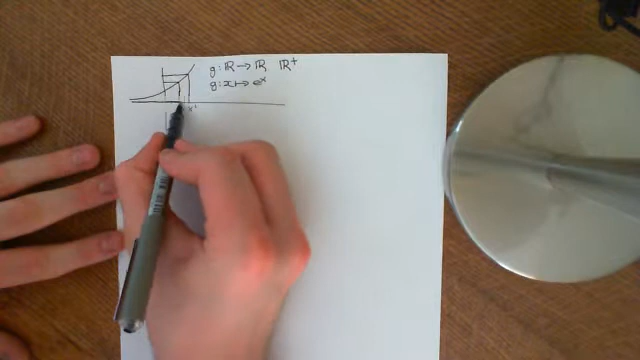 g: ℝ → ℝ ℝ⁺
g: x ↦ eˣ
x'